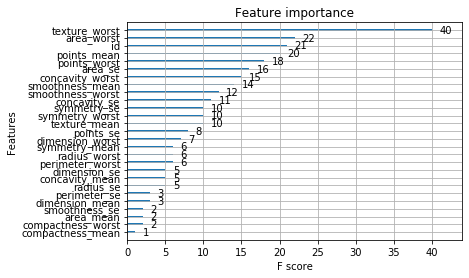 Feature importance
texture_worst 40
area_worst 22
id 21
points_mean 20
points_worst 18
area_se 16
concavity_worst 15
smoothness_mean 14
smoothness_worst 12
concavity_se 11
symmetry_se 10
symmetry_worst 10
texture_mean 10
points_se 8
dimension_worst 7
symmetry_mean 6
radius_worst 6
perimeter_worst 6
dimension_se 5
concavity_mean 5
radius_se 5
perimeter_se 3
dimension_mean 3
smoothness_se 2
area_mean 2
compactness_worst 2
compactness_mean 1
Features
0 5 10 15 20 25 30 35 40
F score